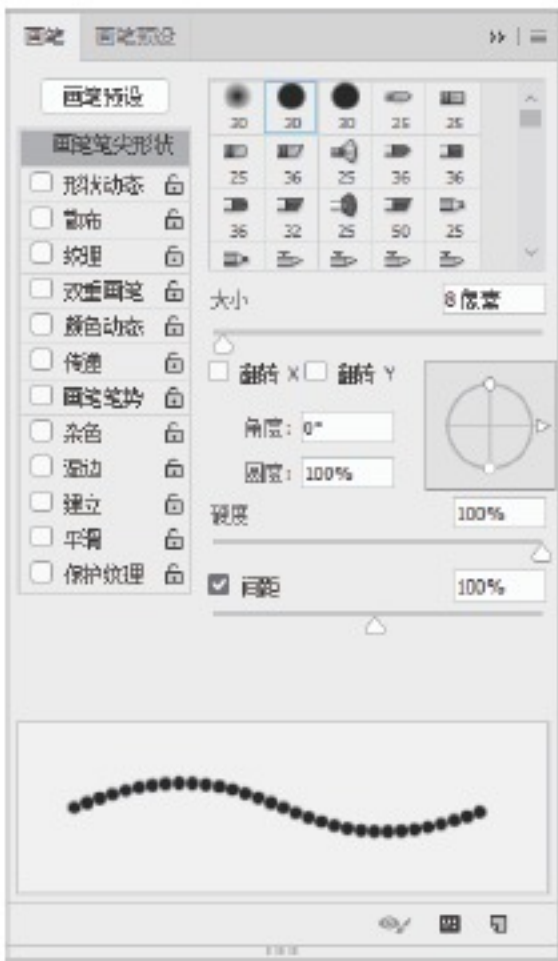 画笔 画笔预设
画笔预设
画笔笔尖形状
形状动态
散布
纹理
双重画笔
颜色动态
传递
画笔笔势
杂色
湿边
建立
平滑
保护纹理
30 30 30 25 25
25 36 25 36 36
36 32 25 50 25
大小 8 像素
翻转 X 翻转 Y
角度: 0°
圆度: 100%
硬度 100%
间距 100%